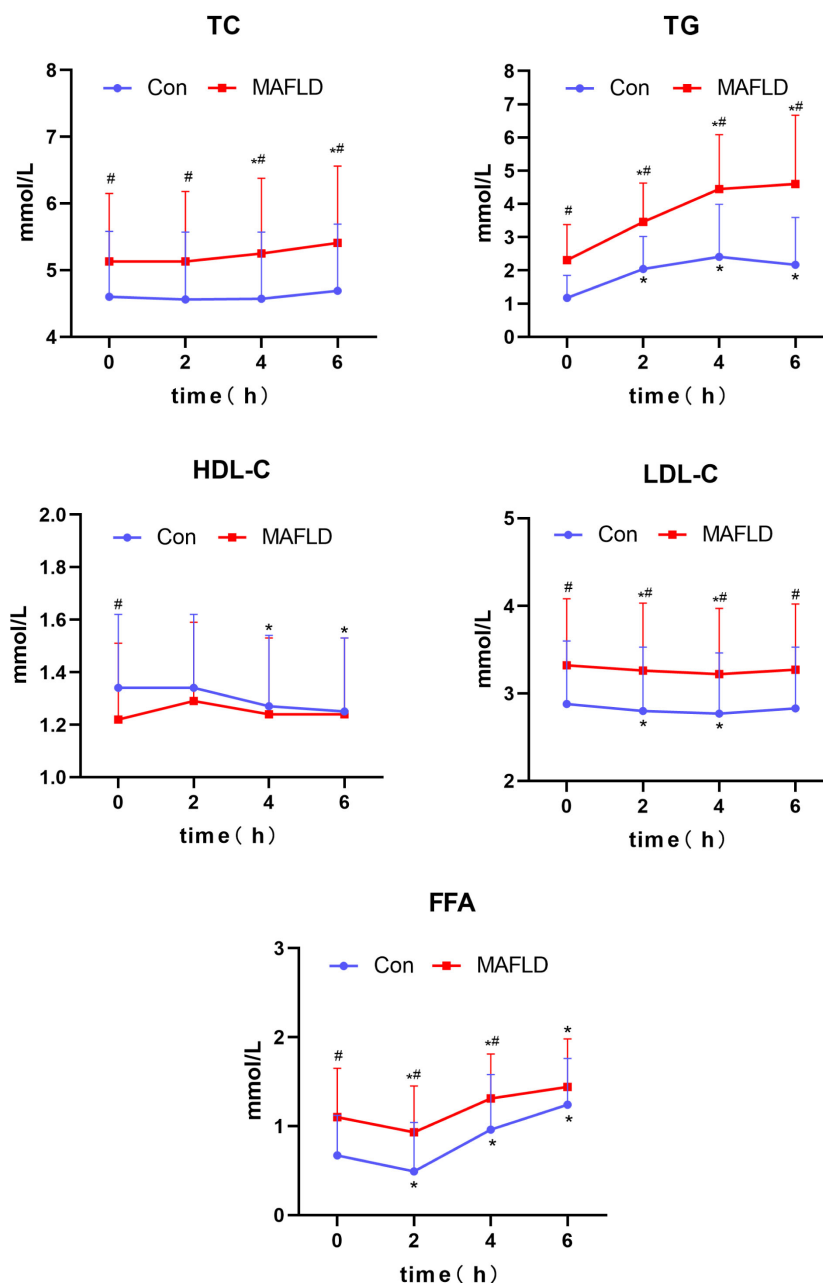 TC
Con MAFLD
mmol/L
8
7
6
5
4
# # *# *#
0 2 4 6
time( h)
TG
Con MAFLD
mmol/L
8
7
6
5
4
3
2
1
0
# *# *# *#
* * *
0 2 4 6
time( h)
HDL-C
Con MAFLD
mmol/L
2.0
1.8
1.6
1.4
1.2
1.0
# * *
0 2 4 6
time( h)
LDL-C
Con MAFLD
mmol/L
5
4
3
2
# *# *# #
* *
0 2 4 6
time( h)
FFA
Con MAFLD
mmol/L
3
2
1
0
# *# *# *
* * *
0 2 4 6
time( h)